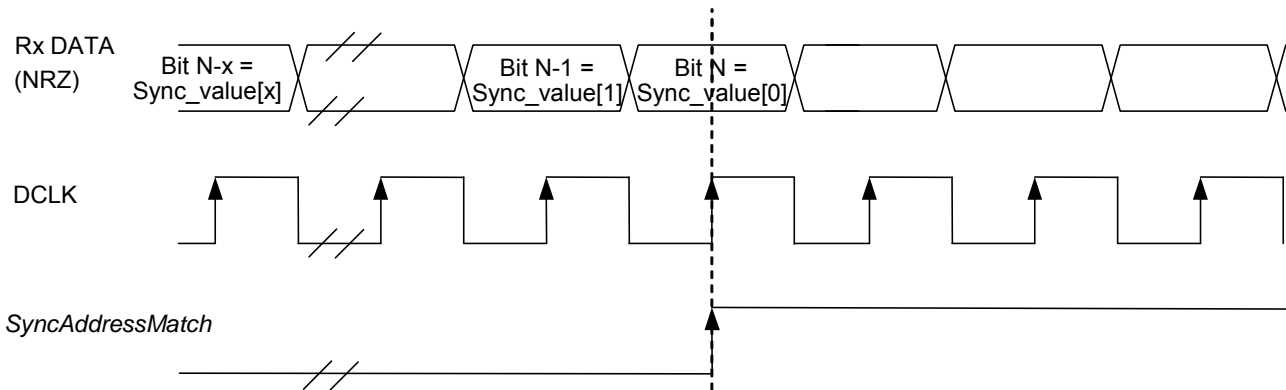 Rx DATA
(NRZ)
Bit N-x =
Sync_value[x]
Bit N-1 =
Sync_value[1]
Bit N =
Sync_value[0]
DCLK
SyncAddressMatch